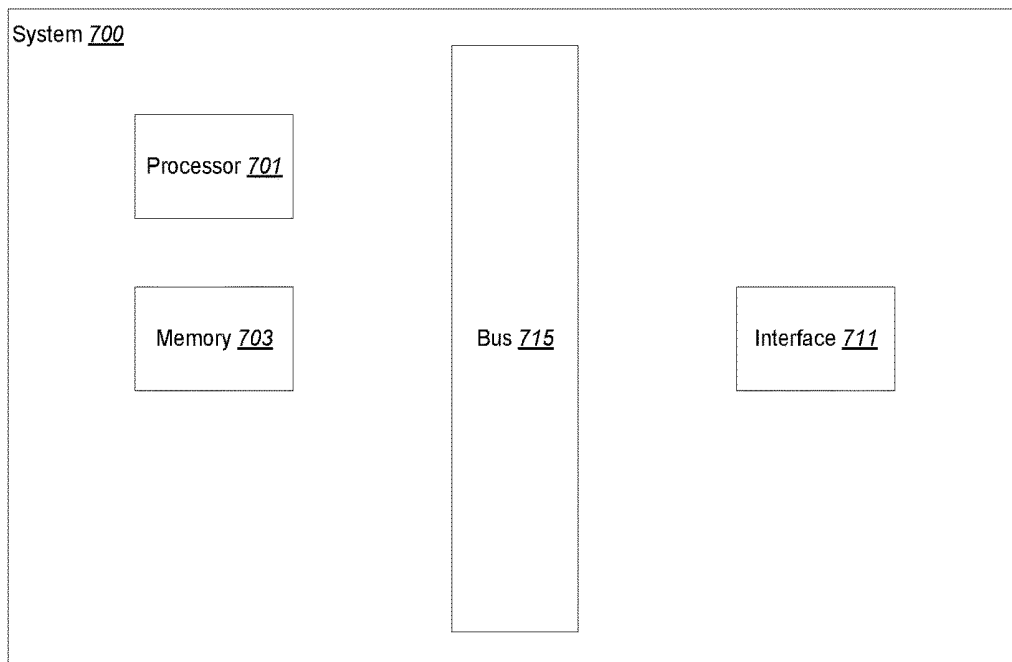 System 700
Processor 701
Memory 703
Bus 715
Interface 711